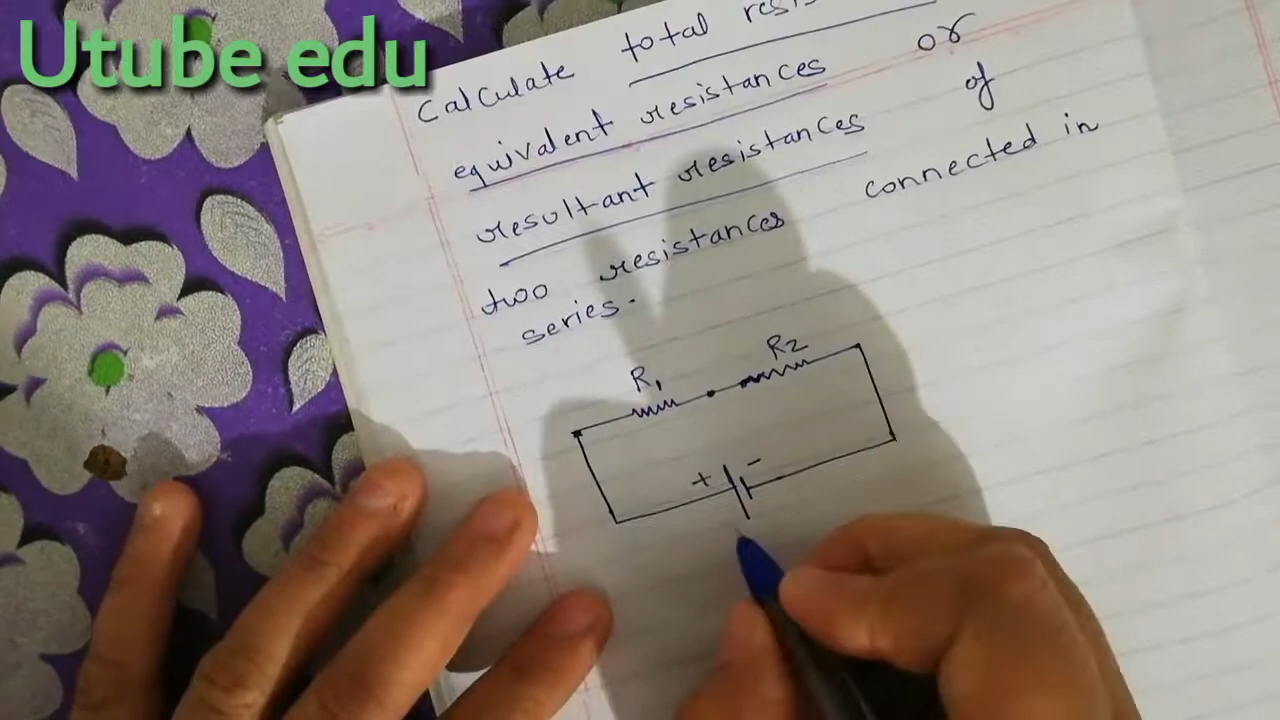 Utube edu
Calculate total
equivalent resistances or
resultant resistances of
two resistances connected in
series.
R1 R2
+ -